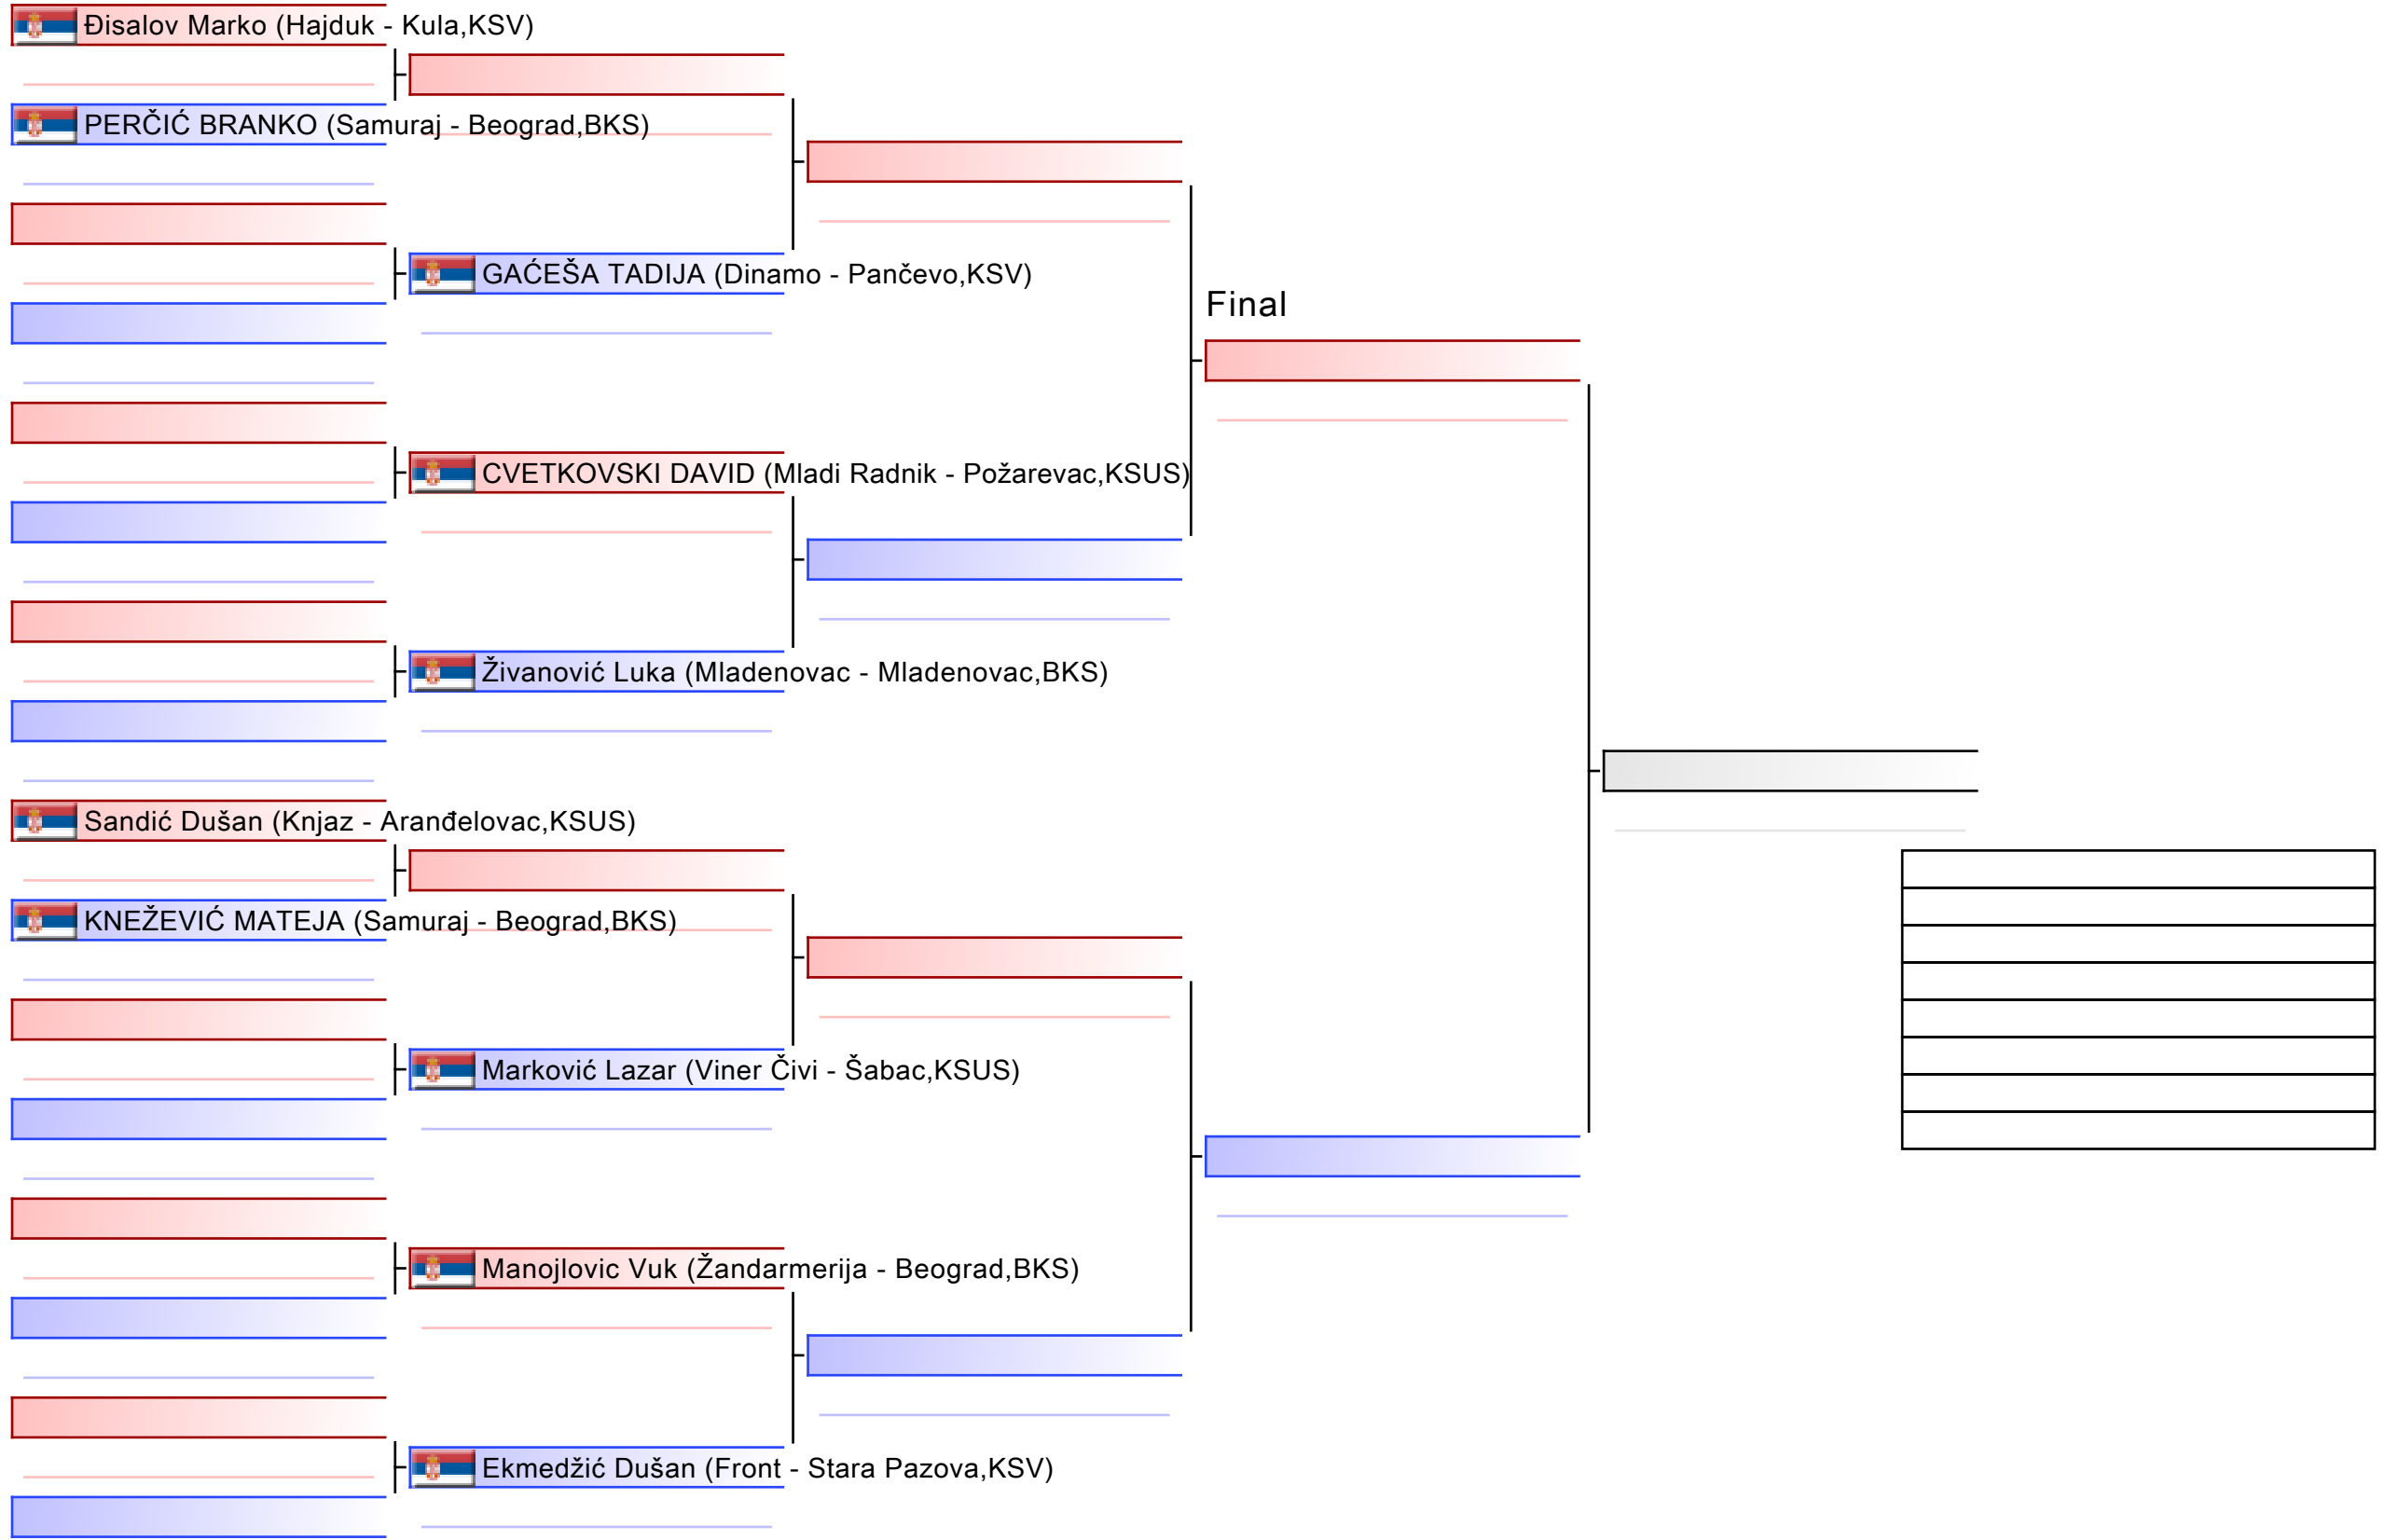 Đisalov Marko (Hajduk - Kula,KSV)
PERČIĆ BRANKO (Samuraj - Beograd,BKS)
GAĆEŠA TADIJA (Dinamo - Pančevo,KSV)
Final
CVETKOVSKI DAVID (Mladi Radnik - Požarevac,KSUS)
Živanović Luka (Mladenovac - Mladenovac,BKS)
Sandić Dušan (Knjaz - Aranđelovac,KSUS)
KNEŽEVIĆ MATEJA (Samuraj - Beograd,BKS)
Marković Lazar (Viner Čivi - Šabac,KSUS)
Manojlovic Vuk (Žandarmerija - Beograd,BKS)
Ekmedžić Dušan (Front - Stara Pazova,KSV)